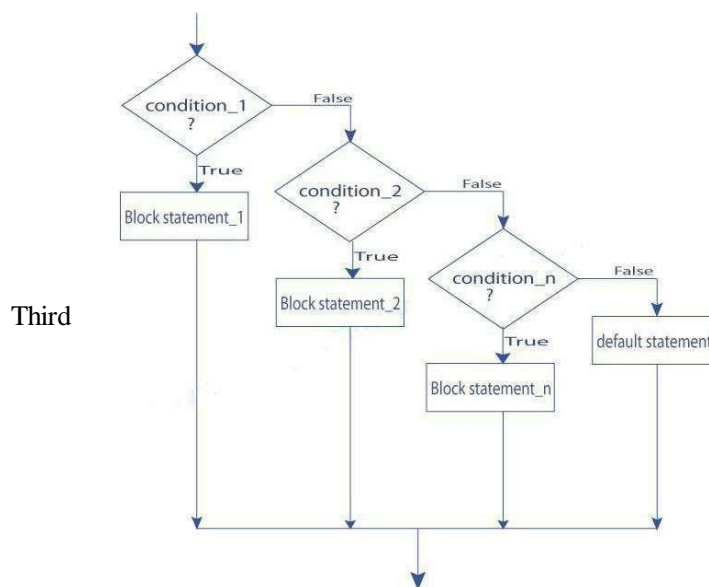 False
condition_1
?
True
False
condition_2
?
Block statement_1
True
False
condition_n
?
Block statement_2
Third
True
default statement
Block statement_n